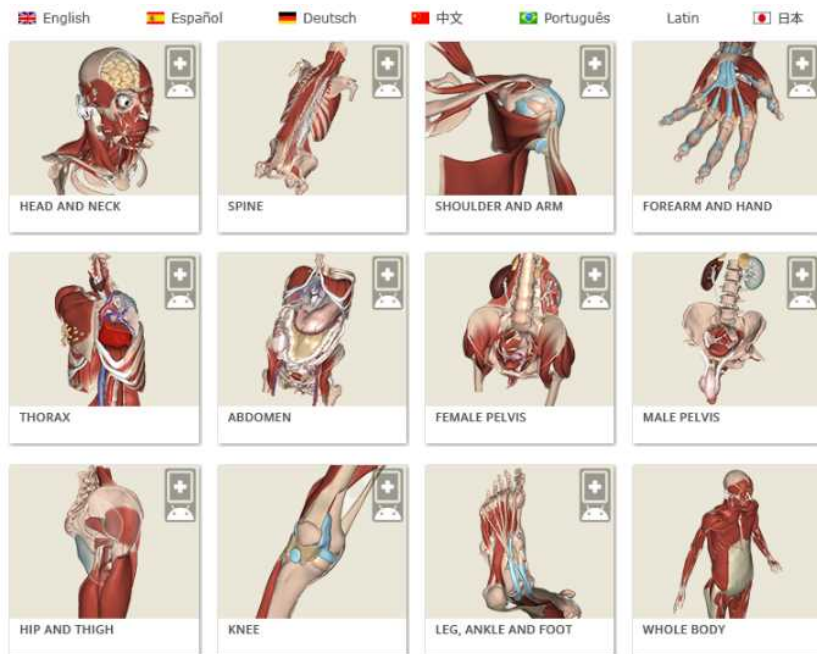 English Español Deutsch 中文 Português Latin 日本
HEAD AND NECK SPINE SHOULDER AND ARM FOREARM AND HAND
THORAX ABDOMEN FEMALE PELVIS MALE PELVIS
HIP AND THIGH KNEE LEG, ANKLE AND FOOT WHOLE BODY